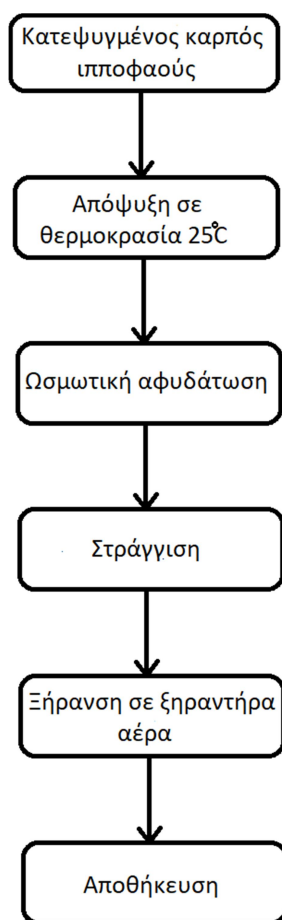 Κατεψυγμένος καρπός
ιπποφαούς
Απόψυξη σε
θερμοκρασία 25°C
Ωσμωτική αφυδάτωση
Στράγγιση
Ξήρανση σε ξηραντήρα
αέρα
Αποθήκευση